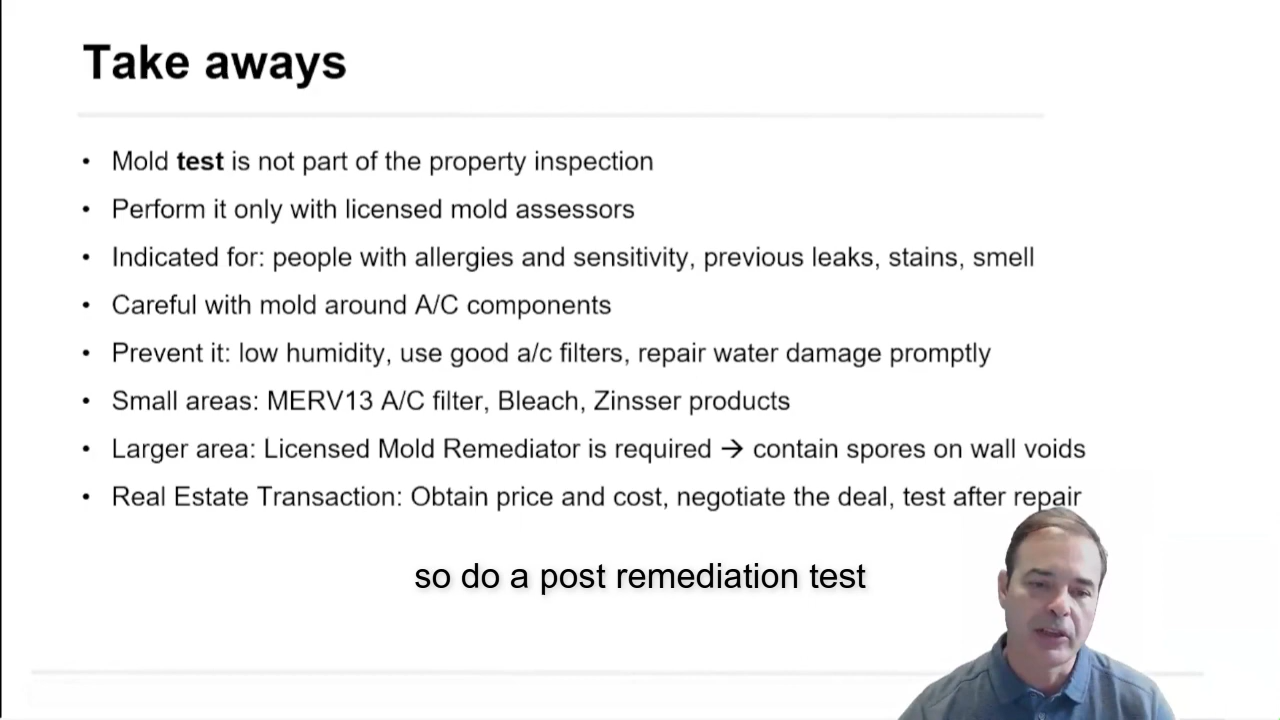 Take aways
• Mold test is not part of the property inspection
• Perform it only with licensed mold assessors
• Indicated for: people with allergies and sensitivity, previous leaks, stains, smell
• Careful with mold around A/C components
• Prevent it: low humidity, use good a/c filters, repair water damage promptly
• Small areas: MERV13 A/C filter, Bleach, Zinsser products
• Larger area: Licensed Mold Remediator is required → contain spores on wall voids
• Real Estate Transaction: Obtain price and cost, negotiate the deal, test after repair
so do a post remediation test